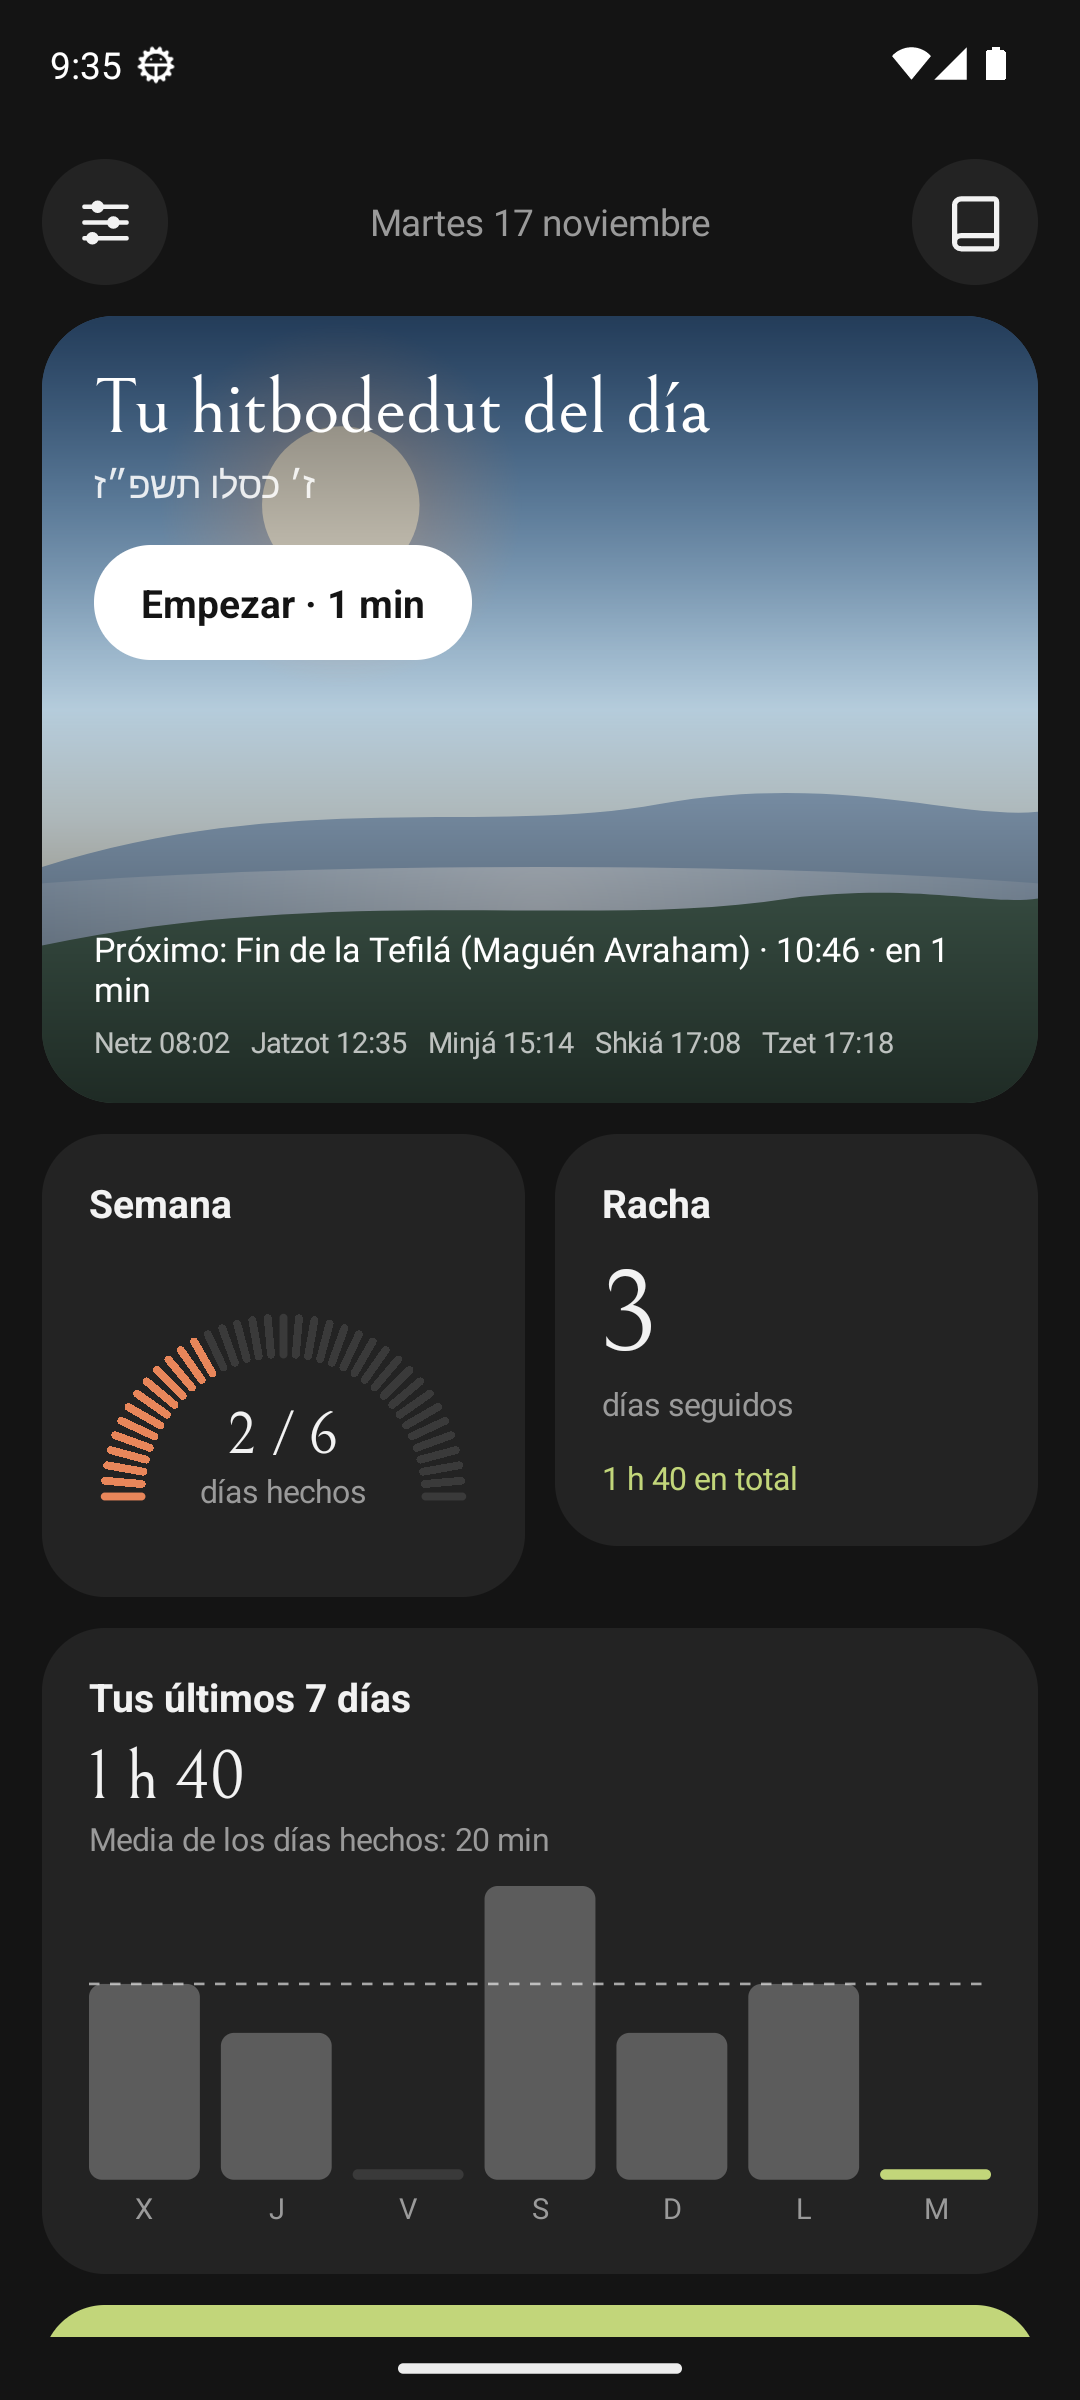 9:35
Martes 17 noviembre
Tu hitbodedut del día
ז׳ כסלו תשפ״ז
Empezar · 1 min
Próximo: Fin de la Tefilá (Maguén Avraham) · 10:46 · en 1
min
Netz 08:02 Jatzot 12:35 Minjá 15:14 Shkiá 17:08 Tzet 17:18
Semana
2 / 6
días hechos
Racha
3
días seguidos
1 h 40 en total
Tus últimos 7 días
1 h 40
Media de los días hechos: 20 min
X J V S D L M